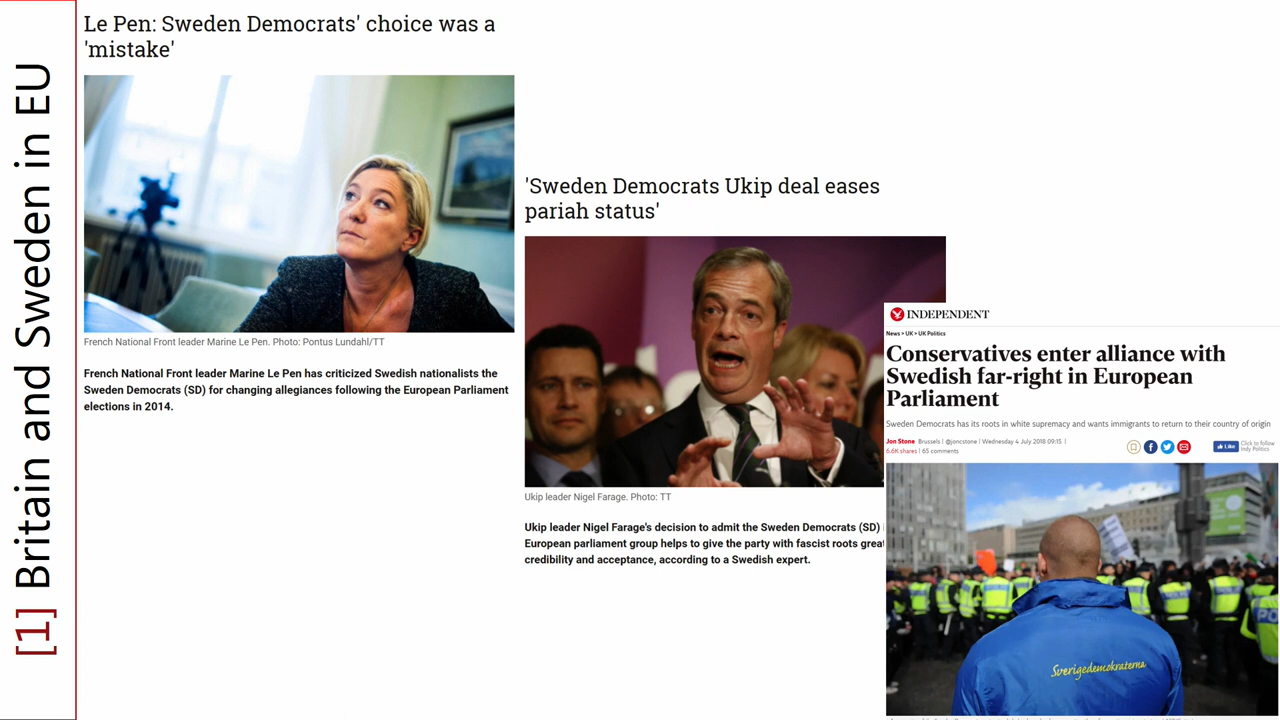 [1] Britain and Sweden in EU
Le Pen: Sweden Democrats' choice was a
'mistake'
French National Front leader Marine Le Pen. Photo: Pontus Lundahl/TT
French National Front leader Marine Le Pen has criticized Swedish nationalists the
Sweden Democrats (SD) for changing allegiances following the European Parliament
elections in 2014.
'Sweden Democrats Ukip deal eases
pariah status'
Ukip leader Nigel Farage. Photo: TT
Ukip leader Nigel Farage's decision to admit the Sweden Democrats (SD)
European parliament group helps to give the party with fascist roots grea
credibility and acceptance, according to a Swedish expert.
INDEPENDENT
News > UK > UK Politics
Conservatives enter alliance with
Swedish far-right in European
Parliament
Sweden Democrats has its roots in white supremacy and wants immigrants to return to their country of origin
Jon Stone Brussels | @joncstone | Wednesday 4 July 2018 09:15 |
6.6K shares | 65 comments
Like
Click to follow
Indy Politics
Sverigedemokraterna